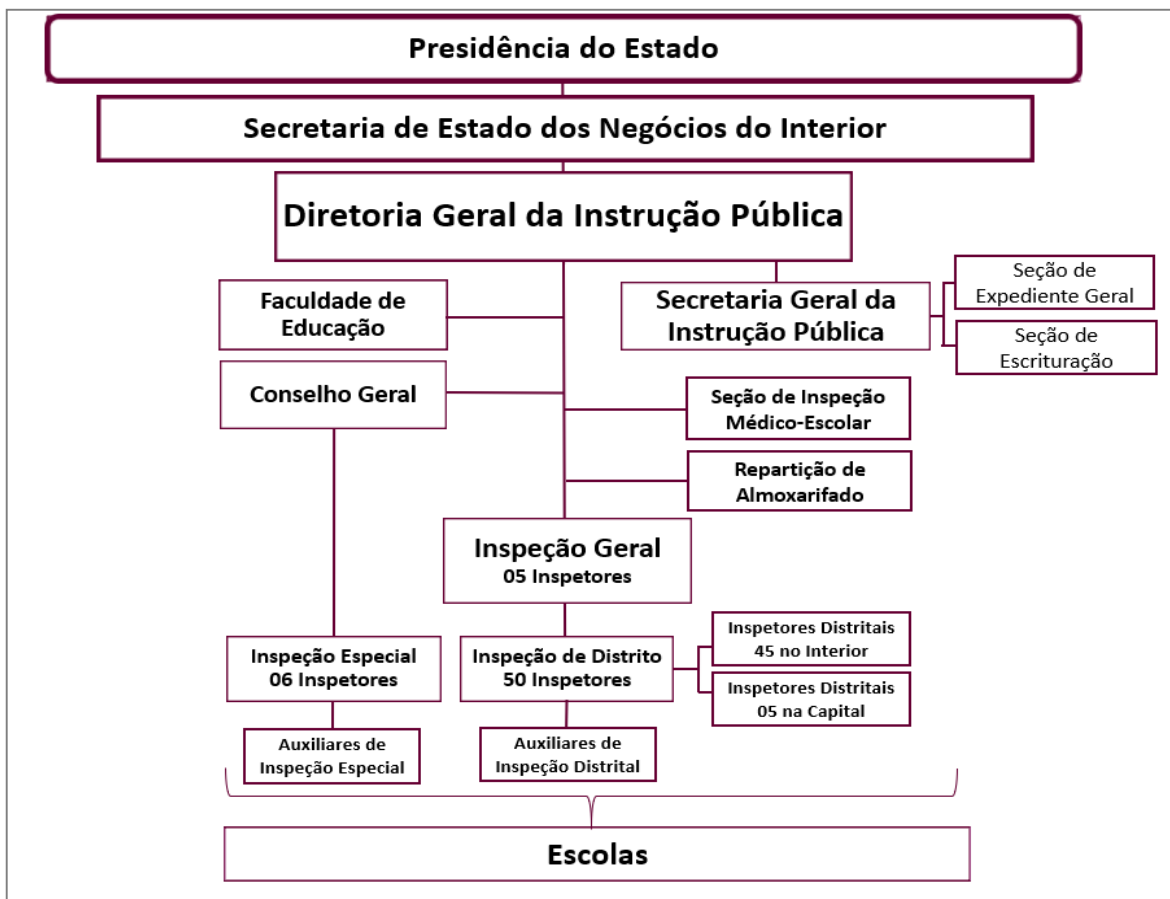 Presidência do Estado
Secretaria de Estado dos Negócios do Interior
Diretoria Geral da Instrução Pública
Faculdade de
Educação
Secretaria Geral da
Instrução Pública
Seção de
Expediente Geral
Seção de
Escrituração
Conselho Geral
Seção de Inspeção
Médico-Escolar
Repartição de
Almoxarifado
Inspeção Geral
05 Inspetores
Inspeção Especial
06 Inspetores
Inspeção de Distrito
50 Inspetores
Inspetores Distritais
45 no Interior
Inspetores Distritais
05 na Capital
Auxiliares de
Inspeção Especial
Auxiliares de
Inspeção Distrital
Escolas